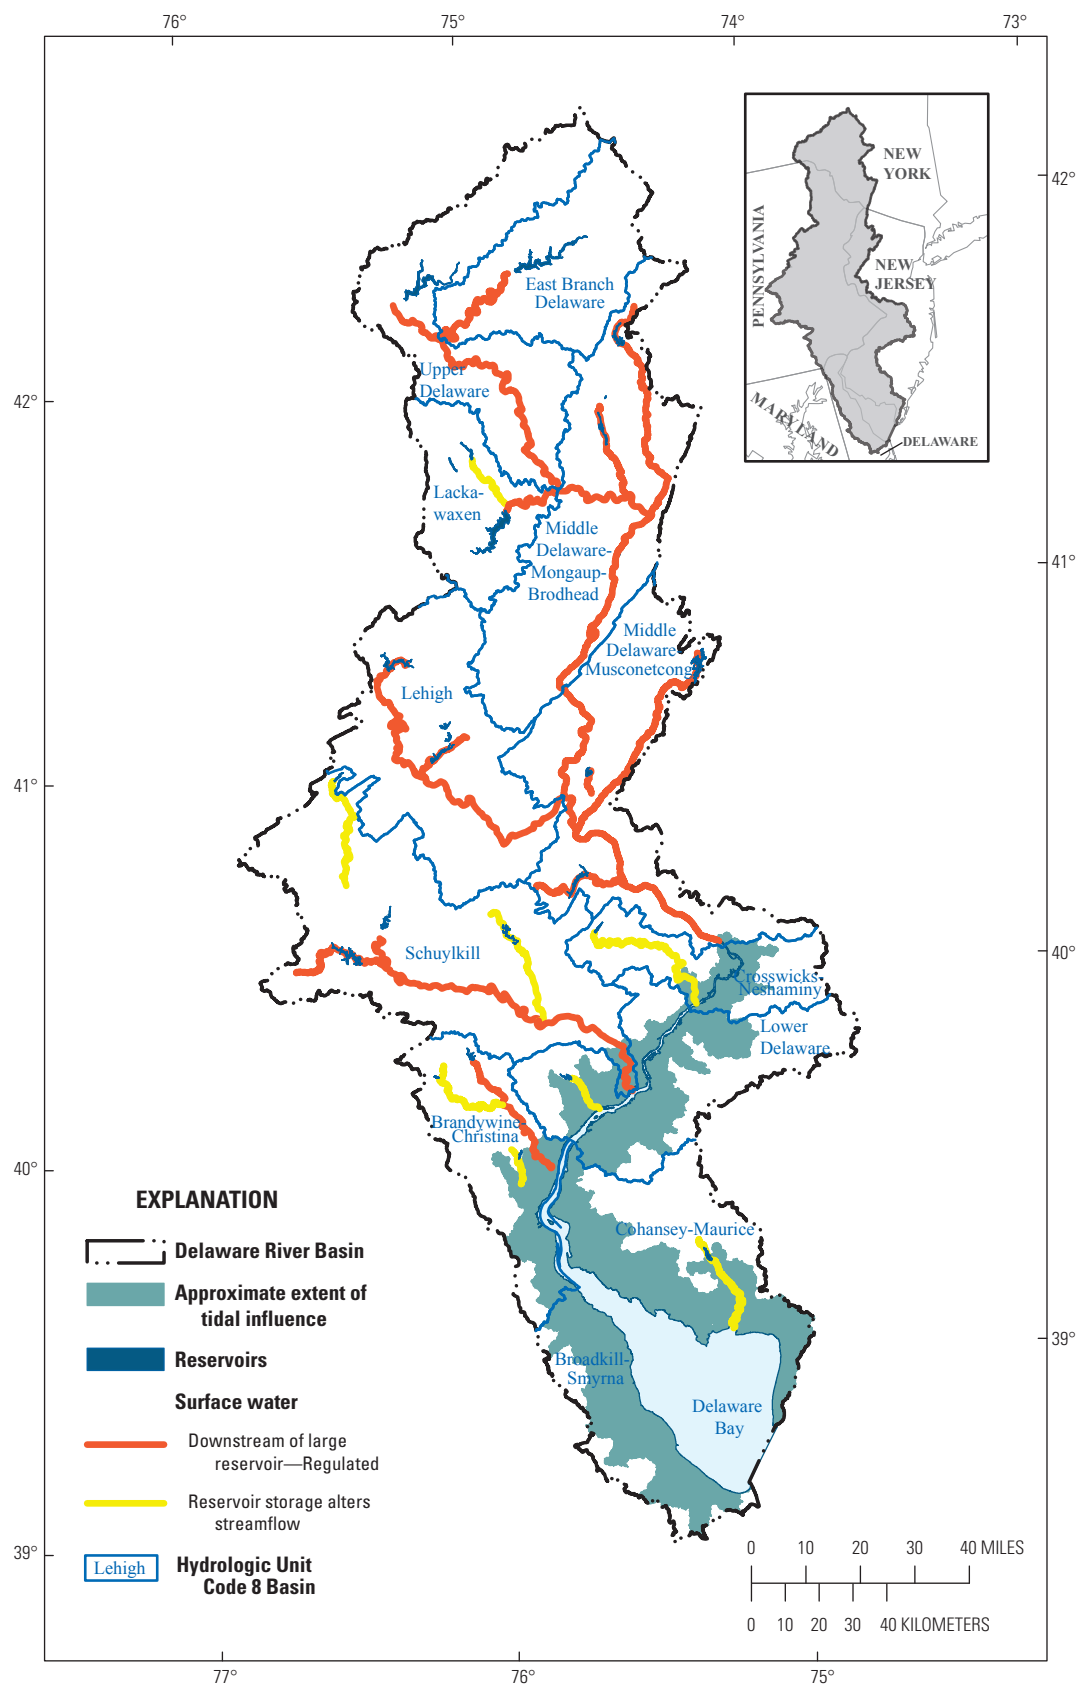 76°
75°
74°
73°
NEW
YORK
PENNSYLVANIA
NEW
JERSEY
MARYLAND
DELAWARE
42°
42°
41°
41°
40°
40°
39°
39°
East Branch
Delaware
Upper
Delaware
Lacka-
waxen
Middle
Delaware-
Mongaup-
Brodhead
Middle
Delaware-
Musconetcong
Lehigh
Schuylkill
Crosswicks-
Neshaminy
Lower
Delaware
Brandywine-
Christina
Cohansey-Maurice
Broadkill-
Smyrna
Delaware
Bay
EXPLANATION
Delaware River Basin
Approximate extent of
tidal influence
Reservoirs
Surface water
Downstream of large
reservoir—Regulated
Reservoir storage alters
streamflow
Lehigh
Hydrologic Unit
Code 8 Basin
0 10 20 30 40 MILES
0 10 20 30 40 KILOMETERS
77°
76°
75°